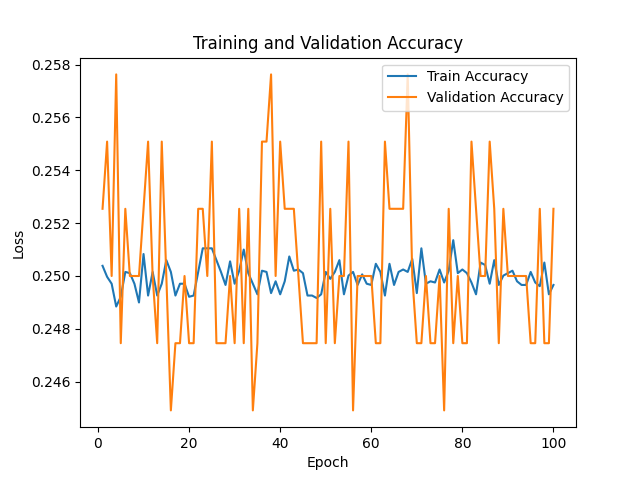 Training and Validation Accuracy
Train Accuracy
Validation Accuracy
Loss
0.258
0.256
0.254
0.252
0.250
0.248
0.246
0
20
40
60
80
100
Epoch